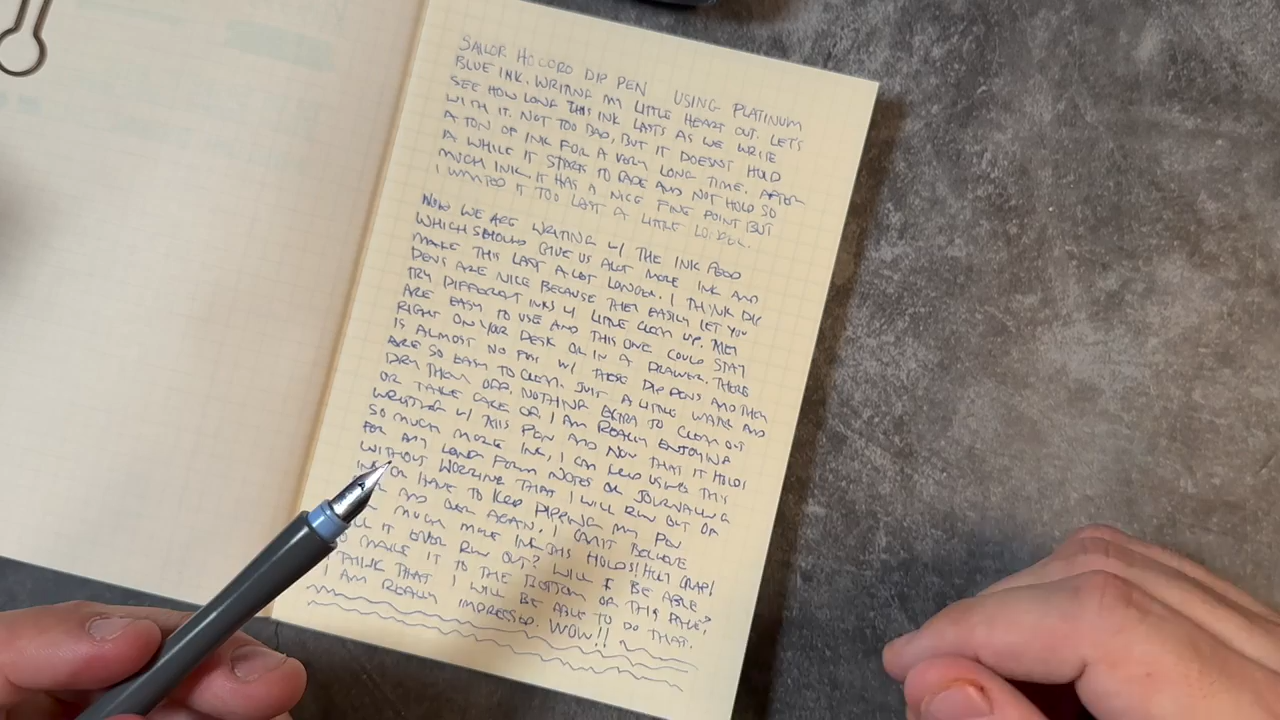 SAILOR HOCORO DIP PEN USING PLATINUM
BLUE INK. WRITING MY LITTLE HEART OUT. LET'S
SEE HOW LONG THIS INK LASTS AS WE WRITE
WITH IT. NOT TOO BAD, BUT IT DOESN'T HOLD
A TON OF INK FOR A VERY LONG TIME. AFTER
A WHILE IT STARTS TO FADE AND NOT HOLD SO
MUCH INK. IT HAS A NICE FINE POINT BUT
I WANTED IT TOO LAST A LITTLE LONGER.
NOW WE ARE WRITING W/ THE INK FEED
WHICH SHOULD GIVE US ALOT MORE INK AND
MAKE THIS LAST A LOT LONGER. I THINK DIP
PENS ARE NICE BECAUSE THEY EASILY LET YOU
TRY DIFFERENT INKS W/ LITTLE CLEAN UP. THEY
ARE EASY TO USE AND THIS ONE COULD STAY
RIGHT ON YOUR DESK OR IN A DRAWER. THERE
IS ALMOST NO FUSS W/ THESE DIP PENS AND THEY
ARE SO EASY TO CLEAN. JUST A LITTLE WATER AND
DRY THEM OFF. NOTHING EXTRA TO CLEAN OUT
OR TAKE CARE OF. I AM REALLY ENJOYING
WRITING W/ THIS PEN AND NOW THAT IT HOLDS
SO MUCH MORE INK, I CAN KEEP USING THIS
FOR ANY LONG FORM NOTES OR JOURNALING
WITHOUT WORRYING THAT I WILL RUN OUT OF
INK OR HAVE TO KEEP DIPPING MY PEN
AND OVER AGAIN. I CAN'T BELIEVE
MUCH MORE INK THIS HOLDS! HOLY CRAP!
IT EVER RUN OUT? WILL I BE ABLE
MAKE IT TO THE BOTTOM OF THIS PAGE?
I THINK THAT I WILL BE ABLE TO DO THAT.
I AM REALLY IMPRESSED. WOW!!